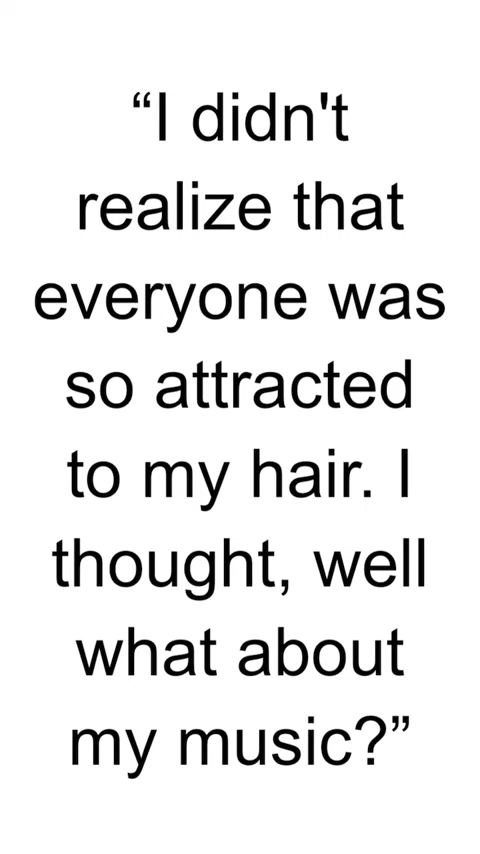 “I didn't
realize that
everyone was
so attracted
to my hair. I
thought, well
what about
my music?”